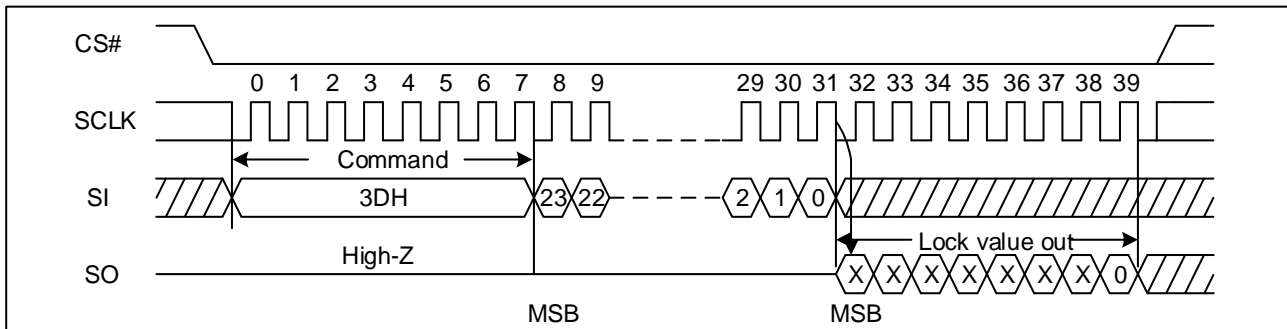 CS#
0 1 2 3 4 5 6 7 8 9 29 30 31 32 33 34 35 36 37 38 39
SCLK
Command
SI 3DH 23 22 2 1 0
High-Z Lock value out
SO X X X X X X X 0
MSB MSB